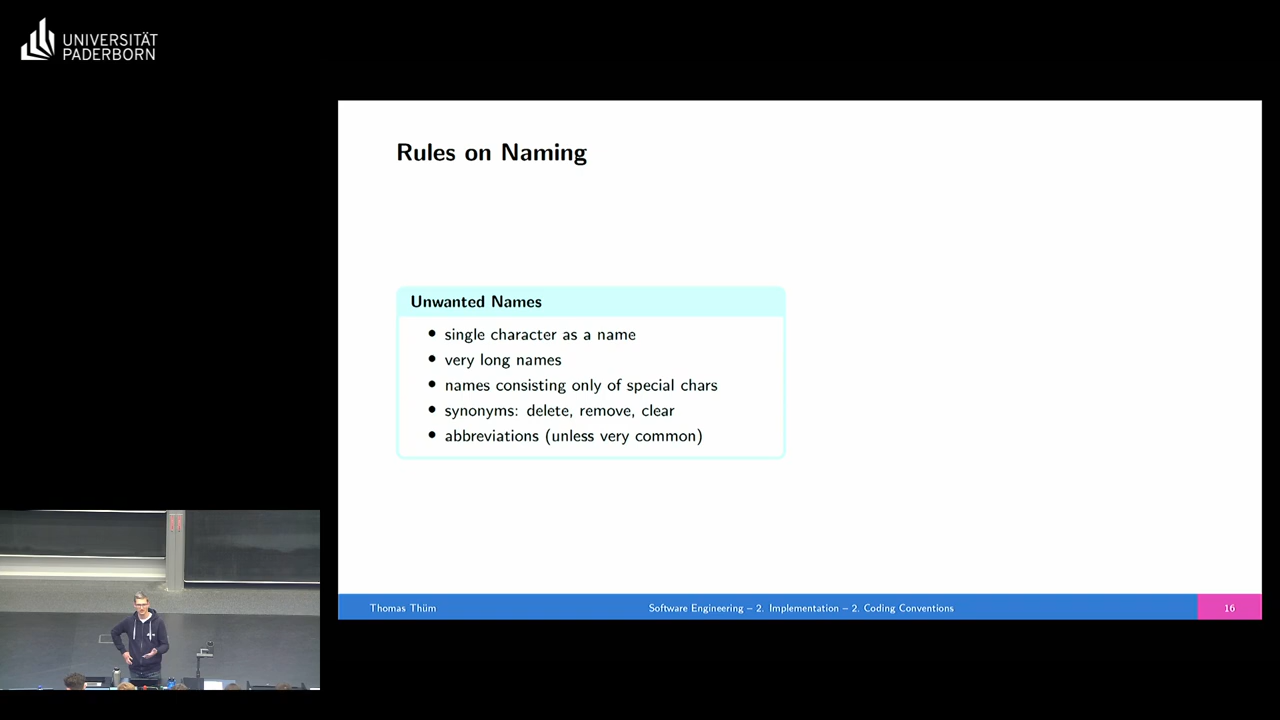 UNIVERSITÄT
PADERBORN
Rules on Naming
Unwanted Names
• single character as a name
• very long names
• names consisting only of special chars
• synonyms: delete, remove, clear
• abbreviations (unless very common)
Thomas Thüm
Software Engineering – 2. Implementation – 2. Coding Conventions
16